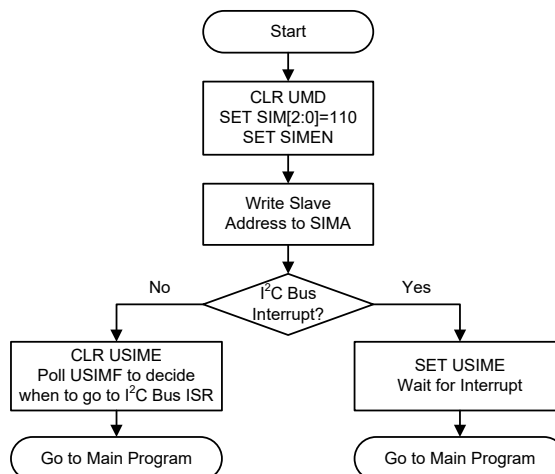 Start
CLR UMD
SET SIM[2:0]=110
SET SIMEN
Write Slave
Address to SIMA
I²C Bus
Interrupt?
No
Yes
CLR USIME
Poll USIMF to decide
when to go to I²C Bus ISR
SET USIME
Wait for Interrupt
Go to Main Program
Go to Main Program